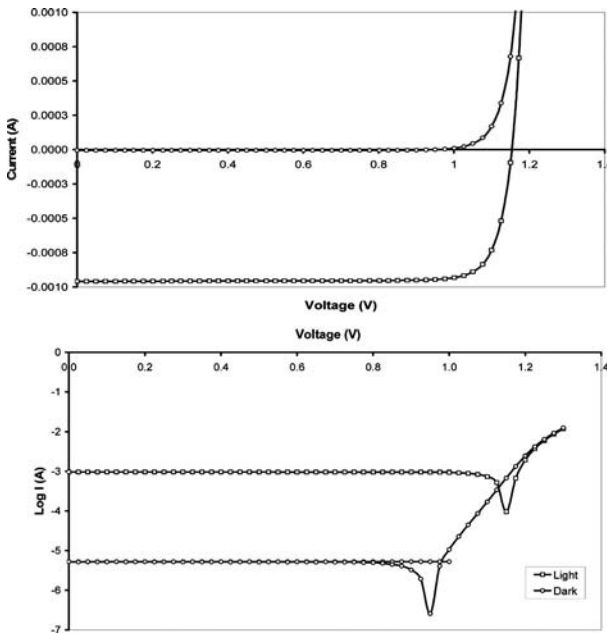 0.0010
0.0008
0.0005
0.0003
0.0000
-0.0003
-0.0005
-0.0008
-0.0010
Current (A)
0 0.2 0.4 0.6 0.8 1 1.2 1.4
Voltage (V)
Voltage (V)
0.0 0.2 0.4 0.6 0.8 1.0 1.2 1.4
0
-1
-2
-3
-4
-5
-6
-7
Log I (A)
Light
Dark